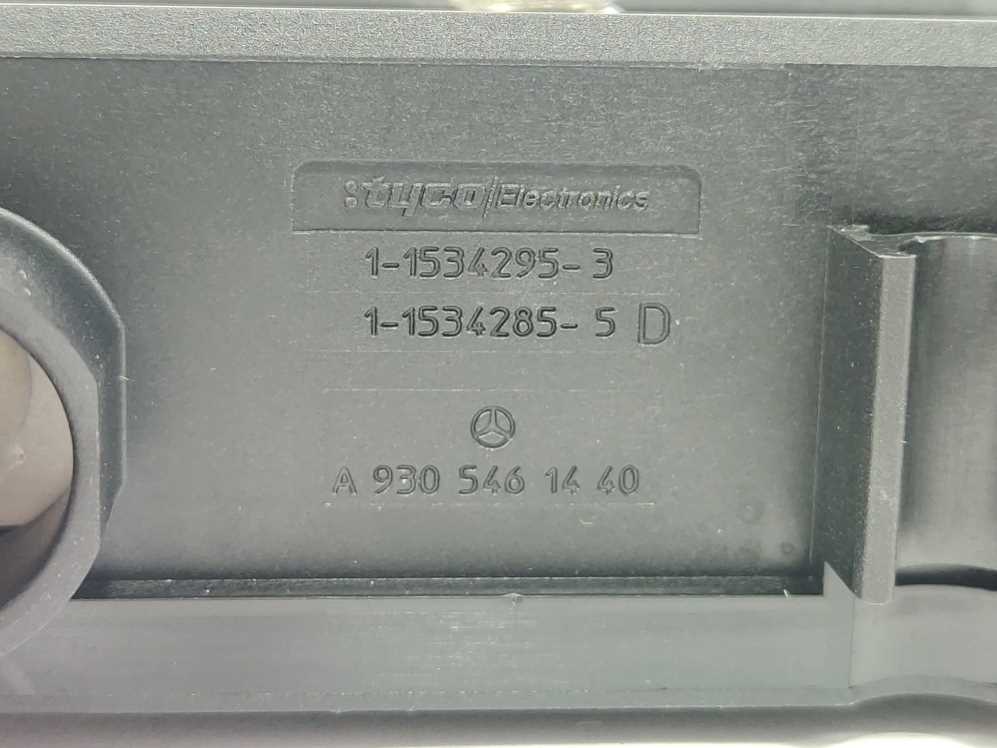 tyco/Electronics
1-1534295-3
1-1534285-5 D
A 930 546 14 40